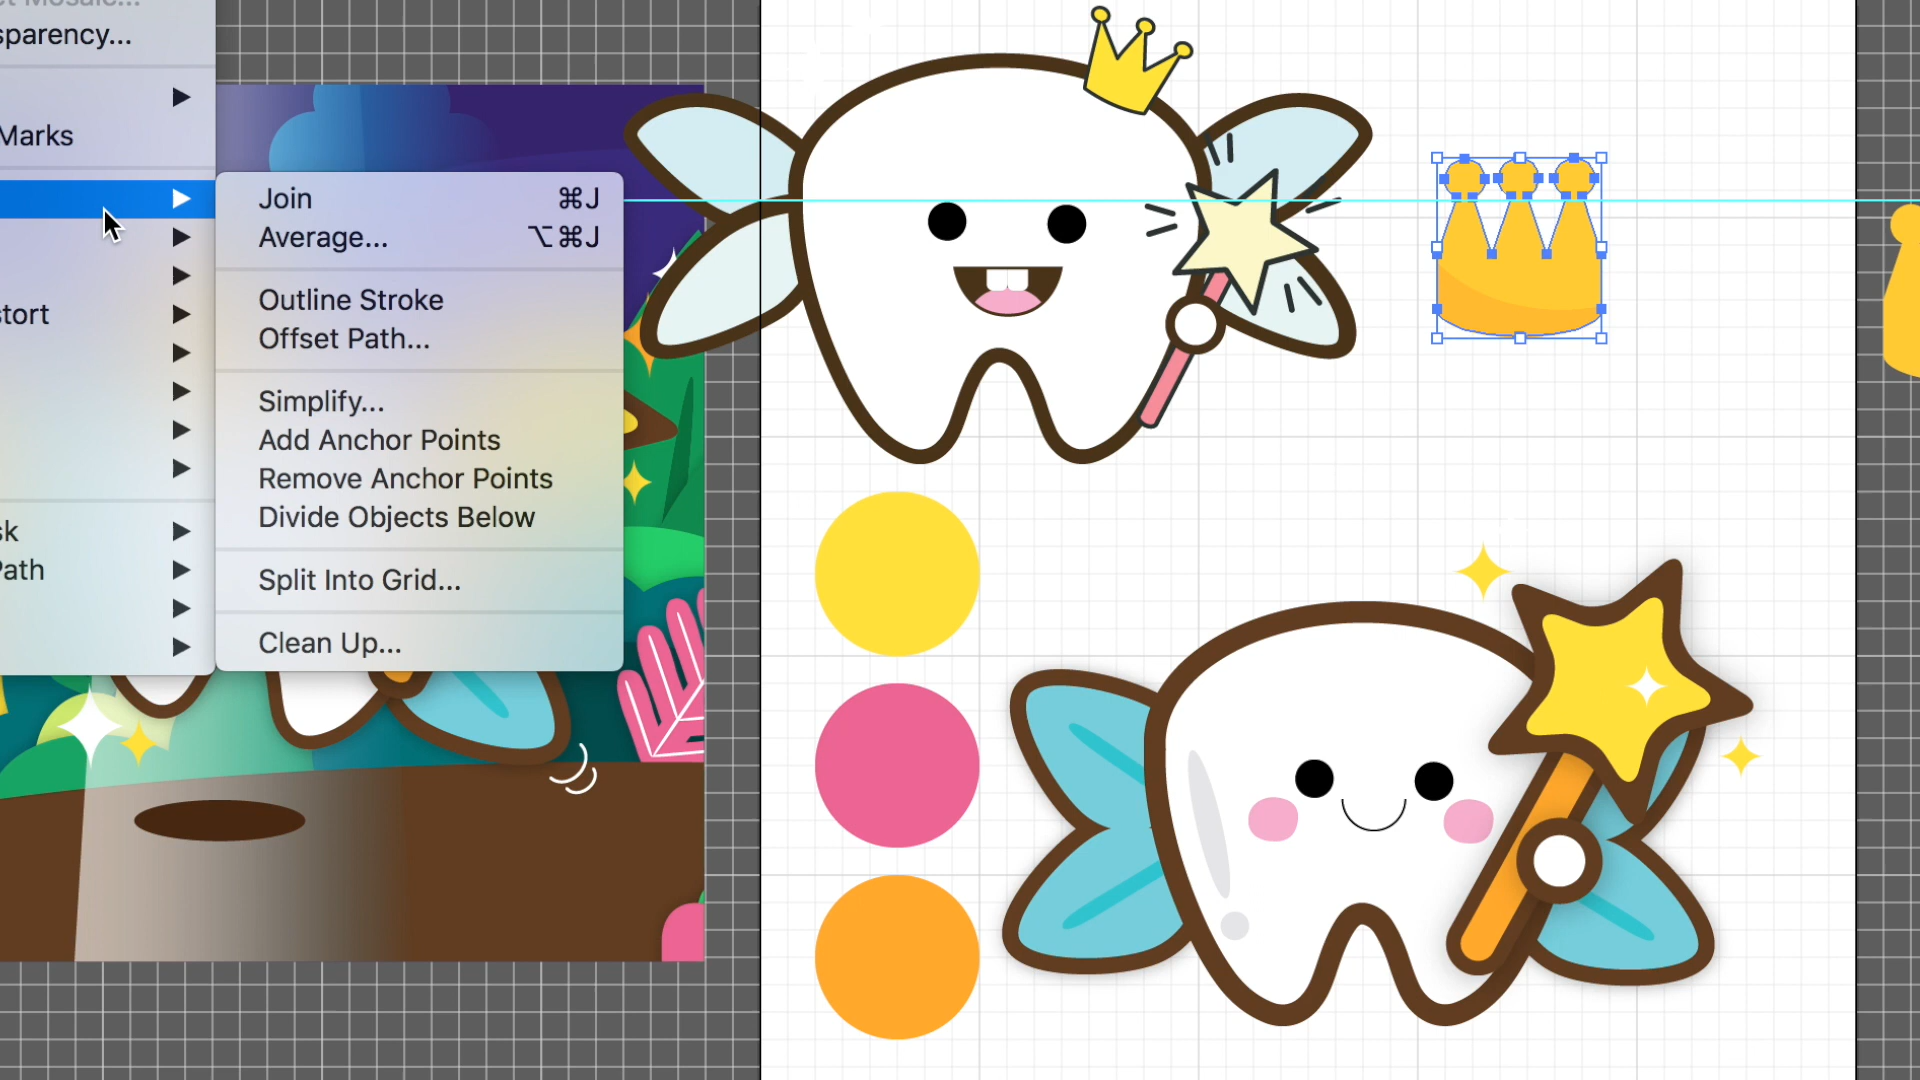 sparency...
Marks
stort
sk
Path
Join ⌘J
Average... ⌥⌘J
Outline Stroke
Offset Path...
Simplify...
Add Anchor Points
Remove Anchor Points
Divide Objects Below
Split Into Grid...
Clean Up...